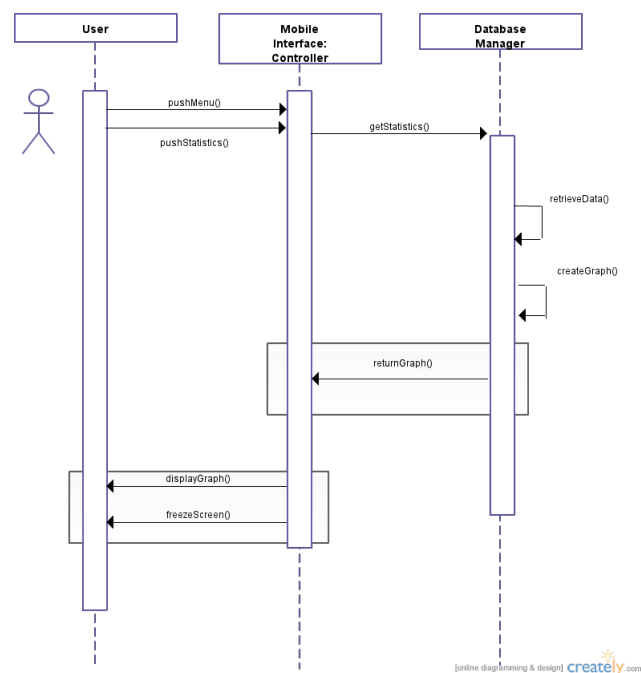 User
Mobile
Interface:
Controller
Database
Manager
pushMenu()
pushStatistics()
getStatistics()
retrieveData()
createGraph()
returnGraph()
displayGraph()
freezeScreen()
[online diagramming & design] creately.com